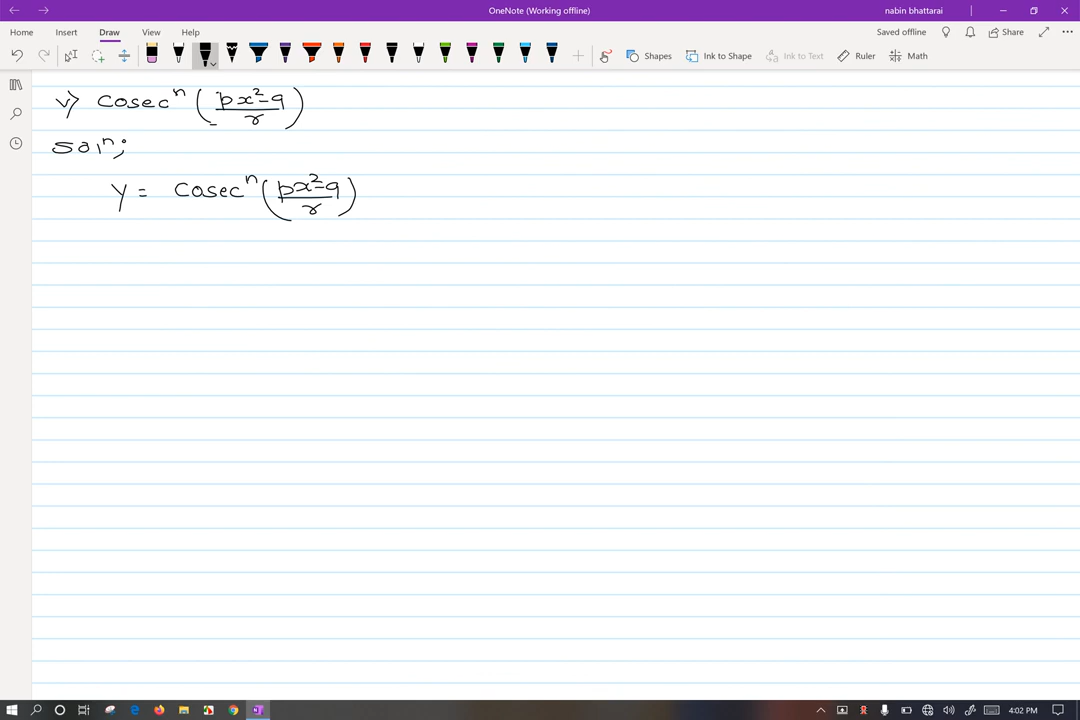 OneNote (Working offline)
nabin bhattarai
Home Insert Draw View Help
Saved offline
Share
Shapes
Ink to Shape
Ink to Text
Ruler
Math
v) cosecⁿ (px²-q/r)
solⁿ;
y = cosecⁿ (px²-q/r)
4:02 PM